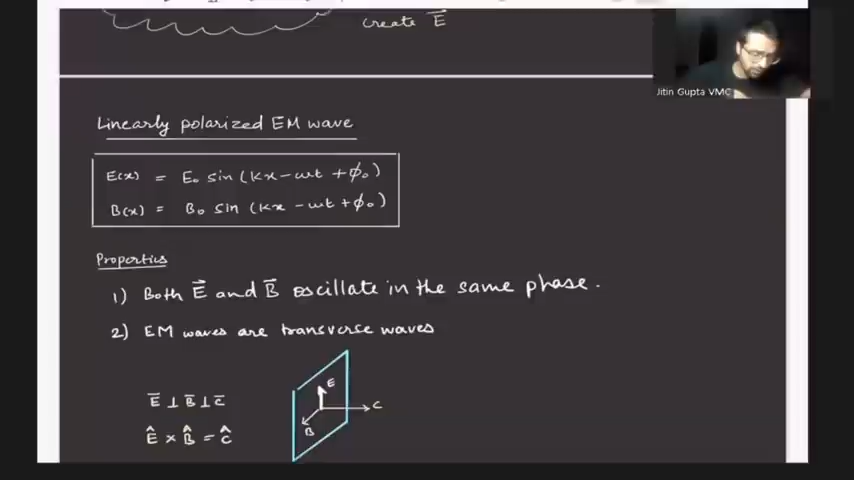 create E⃗
Jitin Gupta VMC
Linearly polarized EM wave
E(x) = E₀ sin (kx - ωt + ϕ₀)
B(x) = B₀ sin (kx - ωt + ϕ₀)
Properties
1) Both E⃗ and B⃗ oscillate in the same phase.
2) EM waves are transverse waves
E
C
B
E̅ ⊥ B̅ ⊥ C̅
Ê × B̂ = Ĉ